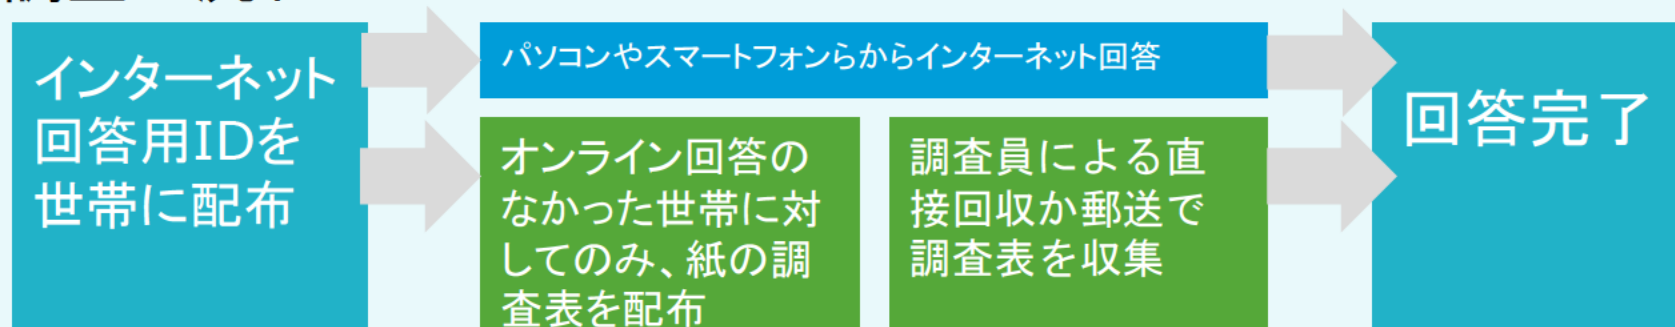 インターネット
回答用IDを
世帯に配布
パソコンやスマートフォンらからインターネット回答
オンライン回答の
なかった世帯に対
してのみ、紙の調
査表を配布
調査員による直
接回収か郵送で
調査表を収集
回答完了